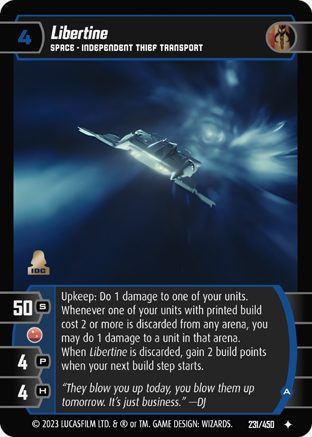 4
Libertine
SPACE - INDEPENDENT THIEF TRANSPORT
IDC
50 S
4 P
4 H
Upkeep: Do 1 damage to one of your units.
Whenever one of your units with printed build
cost 2 or more is discarded from any arena, you
may do 1 damage to a unit in that arena.
When Libertine is discarded, gain 2 build points
when your next build step starts.
“They blow up today, you blow them up
tomorrow. It’s just business.” —DJ
A
© 2023 LUCASFILM LTD. & ® or TM. GAME DESIGN: WIZARDS.
231/450